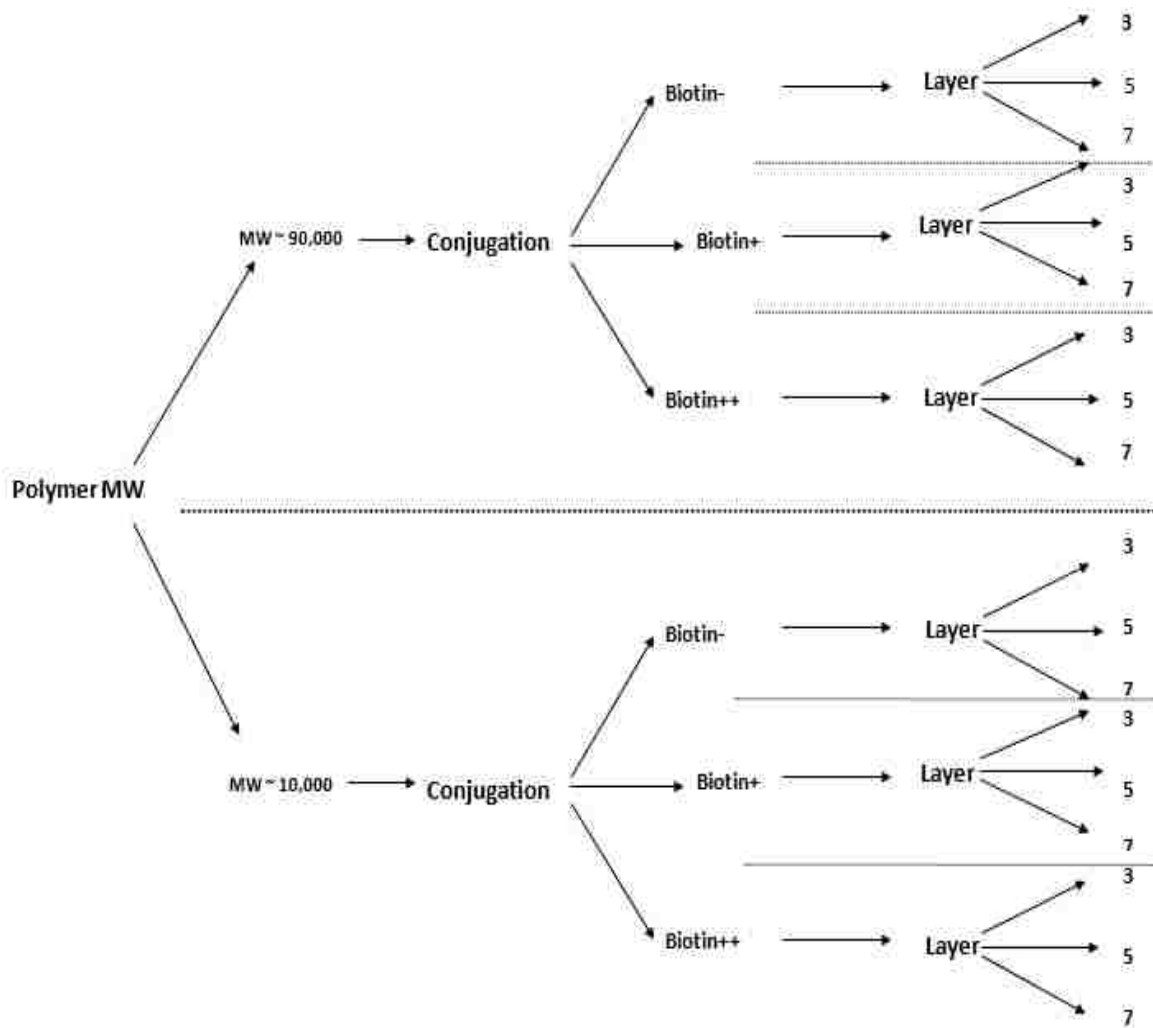 Polymer MW
MW ~ 90,000
Conjugation
Biotin-
Layer
3
5
7
Biotin+
Layer
3
5
7
Biotin++
Layer
3
5
7
MW ~ 10,000
Conjugation
Biotin-
Layer
3
5
7
Biotin+
Layer
3
5
7
Biotin++
Layer
3
5
7